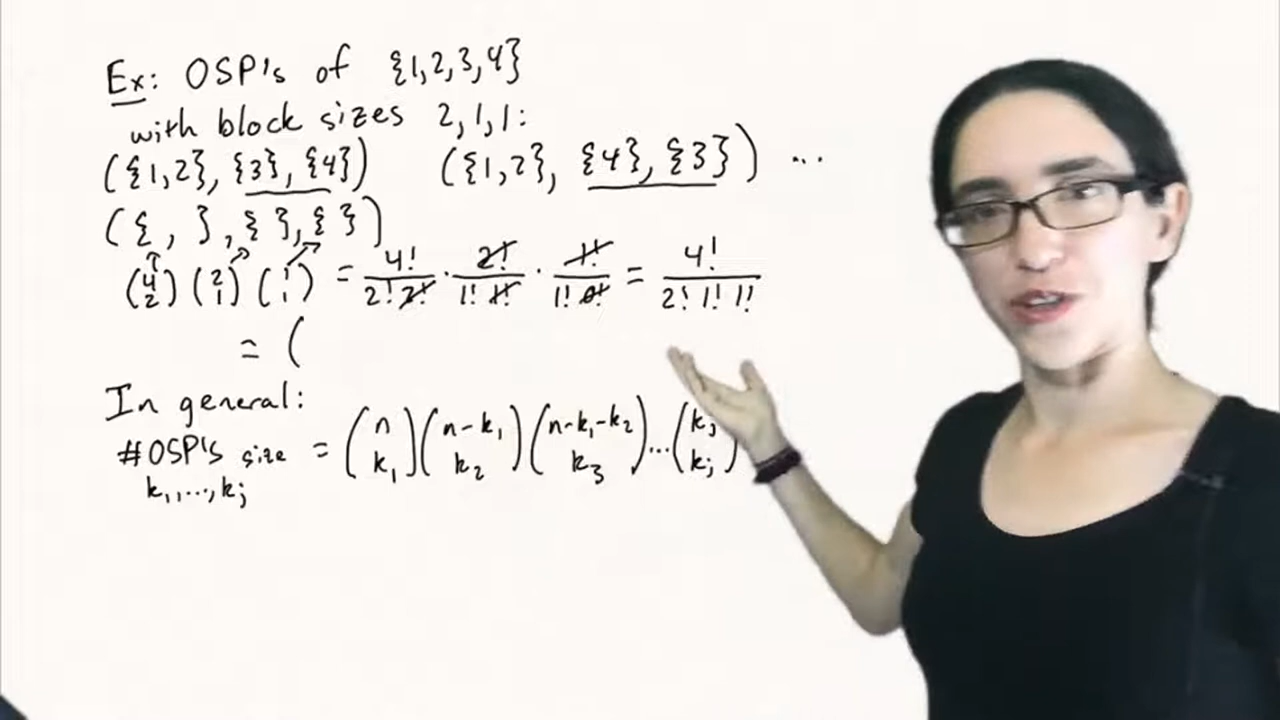 Ex: OSP's of {1,2,3,4}
with block sizes 2,1,1:
({1,2}, {3}, {4}) ({1,2}, {4}, {3}) ...
({ , }, { }, { })
(4 2) (2 1) (1 1) = 4!/2!2! · 2!/1!1! · 1!/1!0! = 4!/2!1!1!
= (
In general:
#OSP's size = (n k₁)(n-k₁ k₂)(n-k₁-k₂ k₃)...(kⱼ kⱼ)
k₁,...,kⱼ